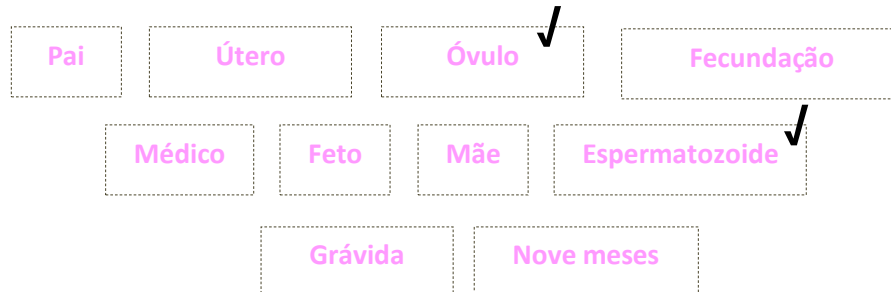 Pai Útero Óvulo √ Fecundação
Médico Feto Mãe Espermatozoide √
Grávida Nove meses